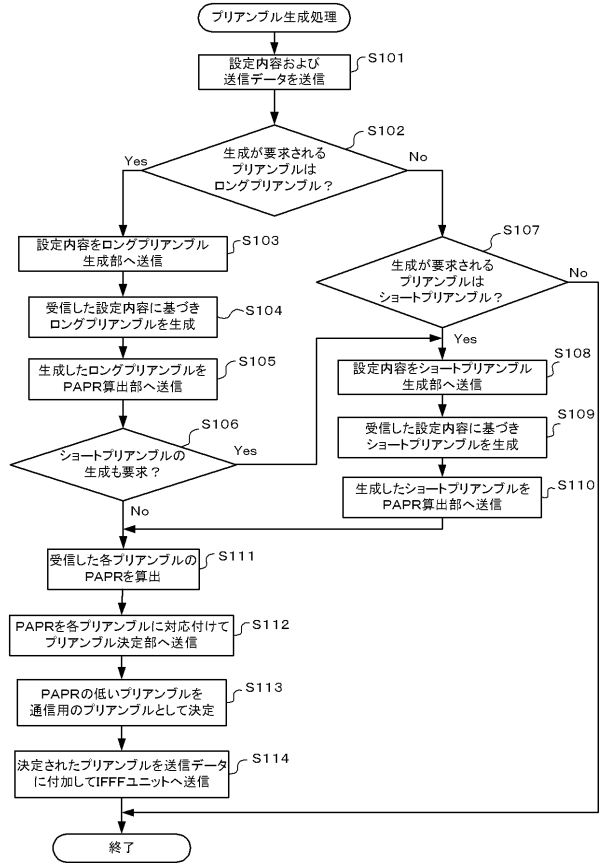 プリアンブル生成処理
S101
設定内容および
送信データを送信
S102
生成が要求される
プリアンブルは
ロングプリアンブル？
Yes
No
S103
設定内容をロングプリアンブル
生成部へ送信
S107
生成が要求される
プリアンブルは
ショートプリアンブル？
No
Yes
S104
受信した設定内容に基づき
ロングプリアンブルを生成
S105
生成したロングプリアンブルを
PAPR算出部へ送信
S108
設定内容をショートプリアンブル
生成部へ送信
S106
ショートプリアンブルの
生成も要求？
Yes
No
S109
受信した設定内容に基づき
ショートプリアンブルを生成
S110
生成したショートプリアンブルを
PAPR算出部へ送信
S111
受信した各プリアンブルの
PAPRを算出
S112
PAPRを各プリアンブルに対応付けて
プリアンブル決定部へ送信
S113
PAPRの低いプリアンブルを
通信用のプリアンブルとして決定
S114
決定されたプリアンブルを送信データ
に付加してIFFFユニットへ送信
終了